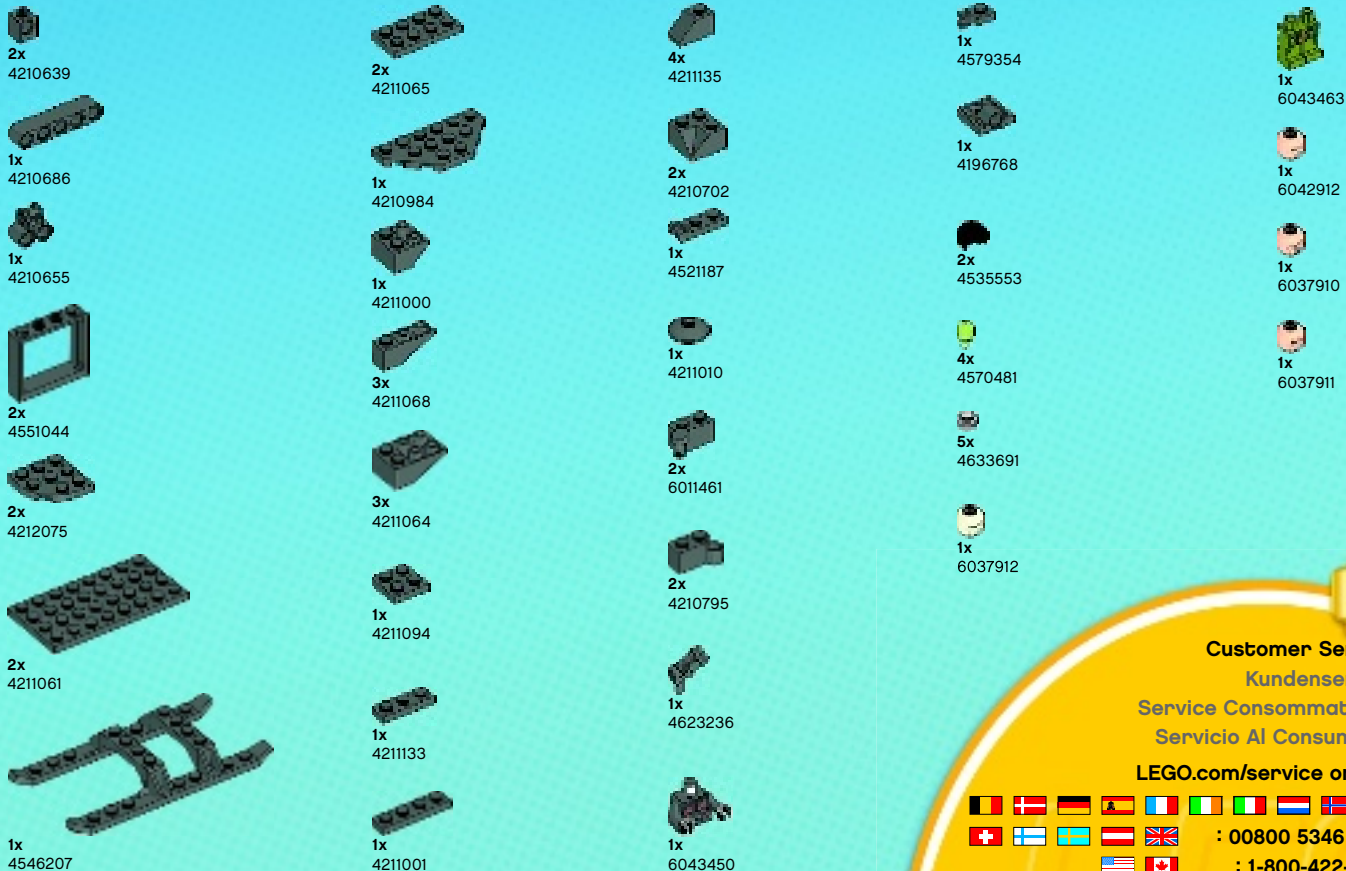 2x
4210639
1x
4210686
1x
4210655
2x
4551044
2x
4212075
2x
4211061
1x
4546207
2x
4211065
1x
4210984
1x
4211000
3x
4211068
3x
4211064
1x
4211094
1x
4211133
1x
4211001
4x
4211135
2x
4210702
1x
4521187
1x
4211010
2x
6011461
2x
4210795
1x
4623236
1x
6043450
1x
4579354
1x
4196768
2x
4535553
4x
4570481
5x
4633691
1x
6037912
1x
6043463
1x
6042912
1x
6037910
1x
6037911
Customer Se
Kundense
Service Consommat
Servicio Al Consun
LEGO.com/service or
: 00800 5346
: 1-800-422-